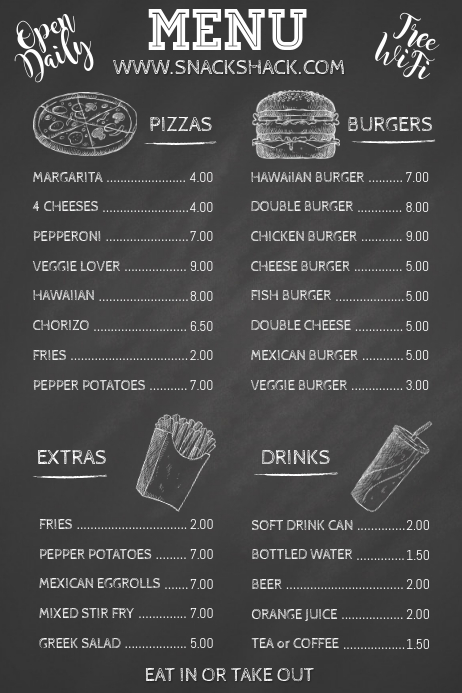 Open Daily
MENU
Free WiFi
WWW.SNACKSHACK.COM
PIZZAS
MARGARITA ........................ 4.00
4 CHEESES ........................ 4.00
PEPPERONI ........................ 7.00
VEGGIE LOVER ................... 9.00
HAWAIIAN .......................... 8.00
CHORIZO ............................ 6.50
FRIES ................................... 2.00
PEPPER POTATOES ........... 7.00
BURGERS
HAWAIIAN BURGER .......... 7.00
DOUBLE BURGER .............. 8.00
CHICKEN BURGER ............ 9.00
CHEESE BURGER ............... 5.00
FISH BURGER ..................... 5.00
DOUBLE CHEESE ............... 5.00
MEXICAN BURGER ............ 5.00
VEGGIE BURGER ............... 3.00
EXTRAS
FRIES ................................. 2.00
PEPPER POTATOES .......... 7.00
MEXICAN EGGROLLS ....... 7.00
MIXED STIR FRY ............... 7.00
GREEK SALAD ................... 5.00
DRINKS
SOFT DRINK CAN .............. 2.00
BOTTLED WATER ............... 1.50
BEER ................................... 2.00
ORANGE JUICE .................. 2.00
TEA or COFFEE ................... 1.50
EAT IN OR TAKE OUT